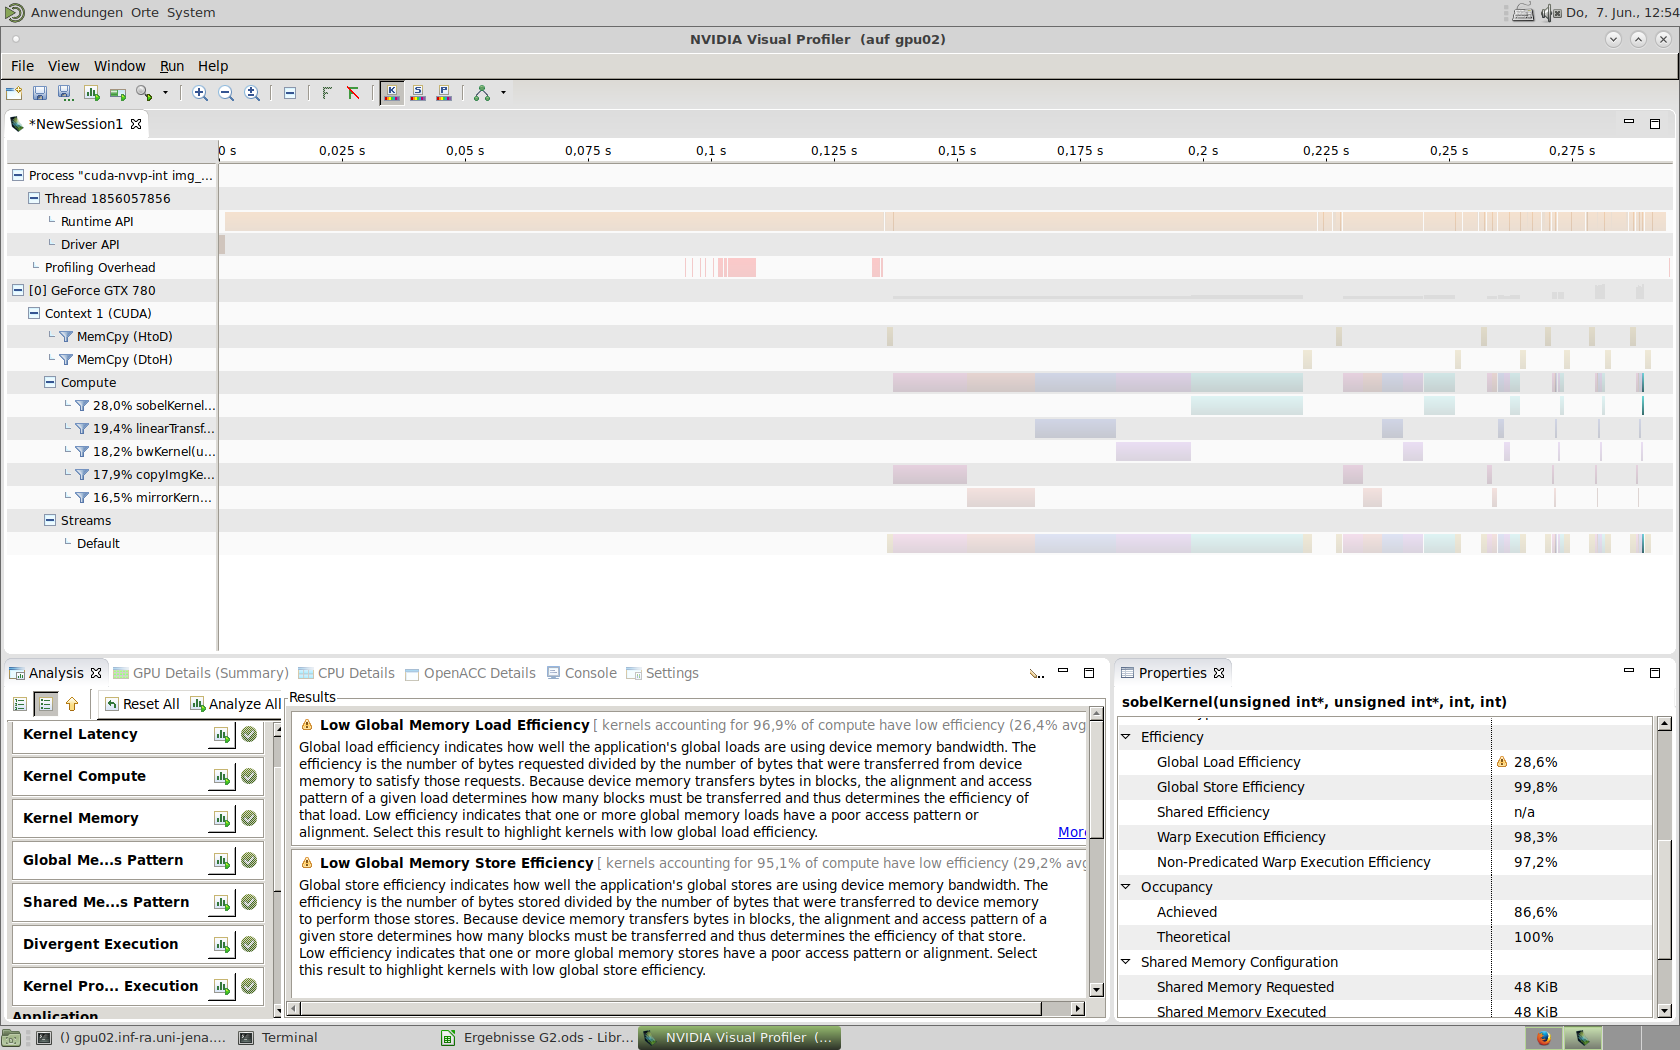 Anwendungen Orte System
Do, 7. Jun., 12:54
NVIDIA Visual Profiler (auf gpu02)
File View Window Run Help
K S P
*NewSession1
0 s 0,025 s 0,05 s 0,075 s 0,1 s 0,125 s 0,15 s 0,175 s 0,2 s 0,225 s 0,25 s 0,275 s
Process "cuda-nvvp-int img_...
Thread 1856057856
Runtime API
Driver API
Profiling Overhead
[0] GeForce GTX 780
Context 1 (CUDA)
MemCpy (HtoD)
MemCpy (DtoH)
Compute
28,0% sobelKernel...
19,4% linearTransf...
18,2% bwKernel(u...
17,9% copyImgKe...
16,5% mirrorKern...
Streams
Default
Analysis GPU Details (Summary) CPU Details OpenACC Details Console Settings
Reset All Analyze All
Kernel Latency
Kernel Compute
Kernel Memory
Global Me...s Pattern
Shared Me...s Pattern
Divergent Execution
Kernel Pro... Execution
Application
Results
Low Global Memory Load Efficiency [ kernels accounting for 96,9% of compute have low efficiency (26,4% avg
Global load efficiency indicates how well the application's global loads are using device memory bandwidth. The
efficiency is the number of bytes requested divided by the number of bytes that were transferred from device
memory to satisfy those requests. Because device memory transfers bytes in blocks, the alignment and access
pattern of a given load determines how many blocks must be transferred and thus determines the efficiency of
that load. Low efficiency indicates that one or more global memory loads have a poor access pattern or
alignment. Select this result to highlight kernels with low global load efficiency. More
Low Global Memory Store Efficiency [ kernels accounting for 95,1% of compute have low efficiency (29,2% avg
Global store efficiency indicates how well the application's global stores are using device memory bandwidth. The
efficiency is the number of bytes stored divided by the number of bytes that were transferred to device memory
to perform those stores. Because device memory transfers bytes in blocks, the alignment and access pattern of a
given store determines how many blocks must be transferred and thus determines the efficiency of that store.
Low efficiency indicates that one or more global memory stores have a poor access pattern or alignment. Select
this result to highlight kernels with low global store efficiency.
Properties
sobelKernel(unsigned int*, unsigned int*, int, int)
Efficiency
Global Load Efficiency 28,6%
Global Store Efficiency 99,8%
Shared Efficiency n/a
Warp Execution Efficiency 98,3%
Non-Predicated Warp Execution Efficiency 97,2%
Occupancy
Achieved 86,6%
Theoretical 100%
Shared Memory Configuration
Shared Memory Requested 48 KiB
Shared Memory Executed 48 KiB
() gpu02.inf-ra.uni-jena.... Terminal Ergebnisse G2.ods - Libr... NVIDIA Visual Profiler (...